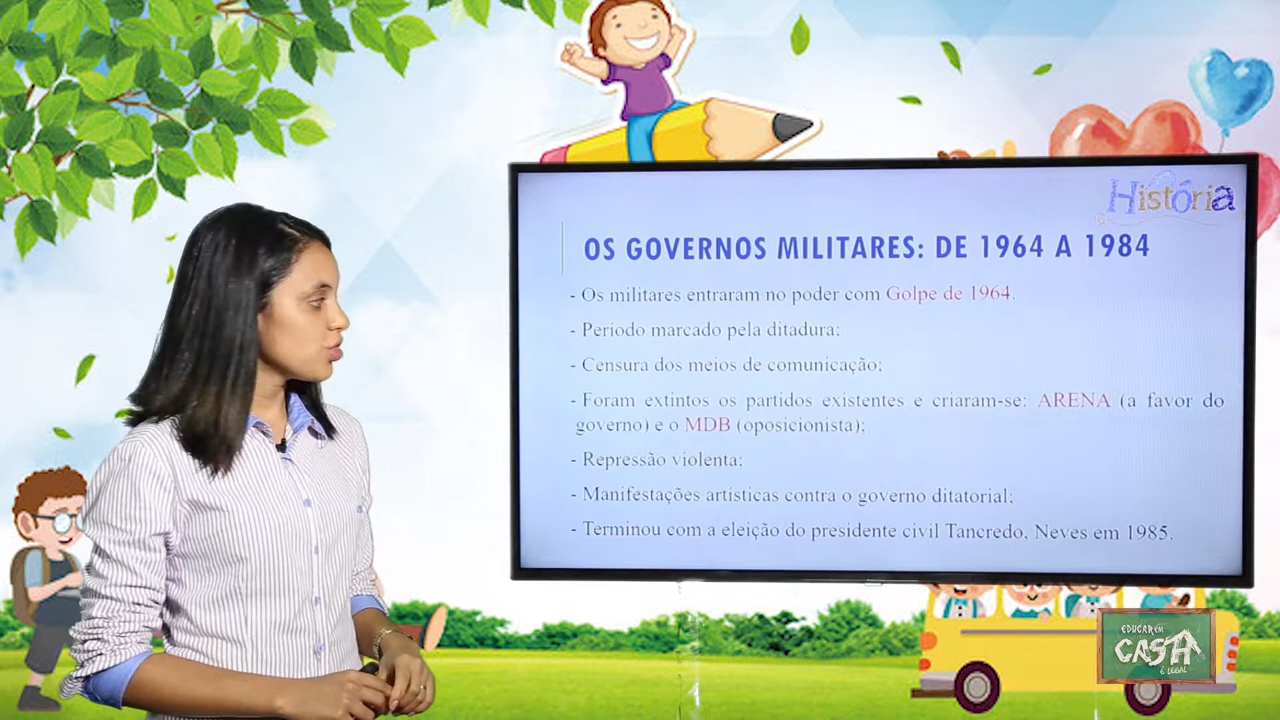 História
OS GOVERNOS MILITARES: DE 1964 A 1984
- Os militares entraram no poder com Golpe de 1964.
- Período marcado pela ditadura;
- Censura dos meios de comunicação;
- Foram extintos os partidos existentes e criaram-se: ARENA (a favor do
governo) e o MDB (oposicionista);
- Repressão violenta;
- Manifestações artísticas contra o governo ditatorial;
- Terminou com a eleição do presidente civil Tancredo, Neves em 1985.
EDUCAR EM
CASA
É LEGAL